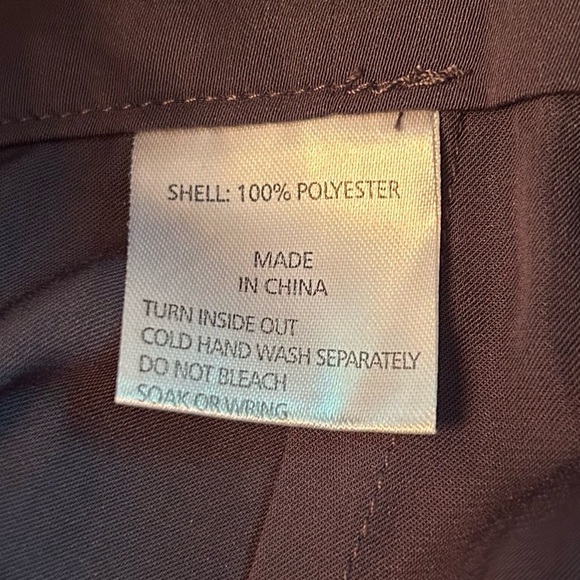 SHELL: 100% POLYESTER
MADE
IN CHINA
TURN INSIDE OUT
COLD HAND WASH SEPARATELY
DO NOT BLEACH
SOAK OR WRING